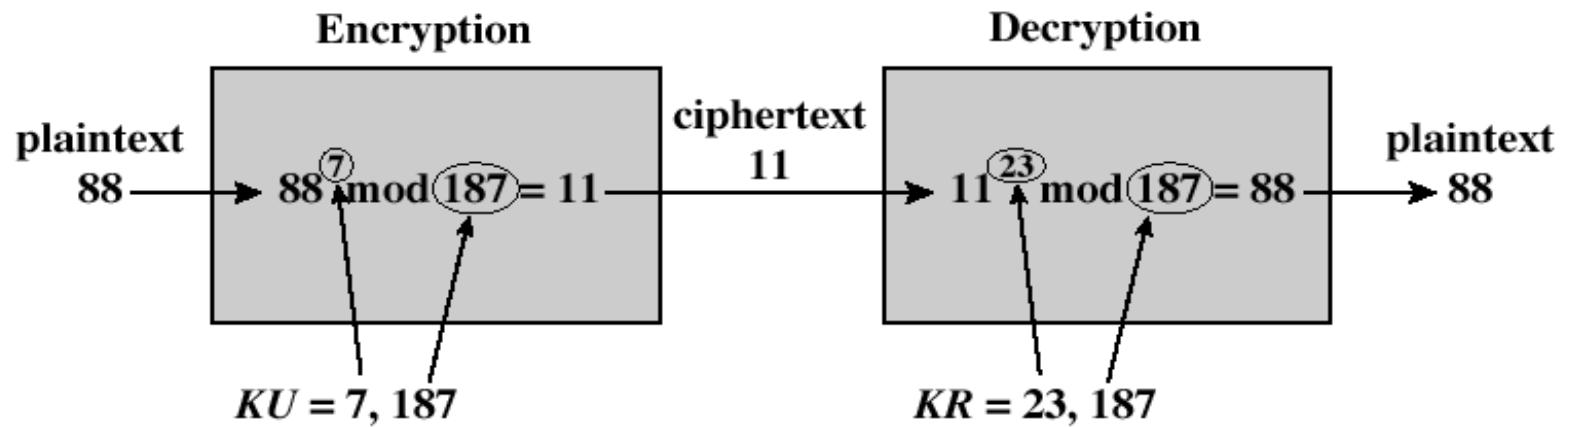 Encryption
Decryption
plaintext
88
88^7 mod 187 = 11
ciphertext
11
11^23 mod 187 = 88
plaintext
88
KU = 7, 187
KR = 23, 187